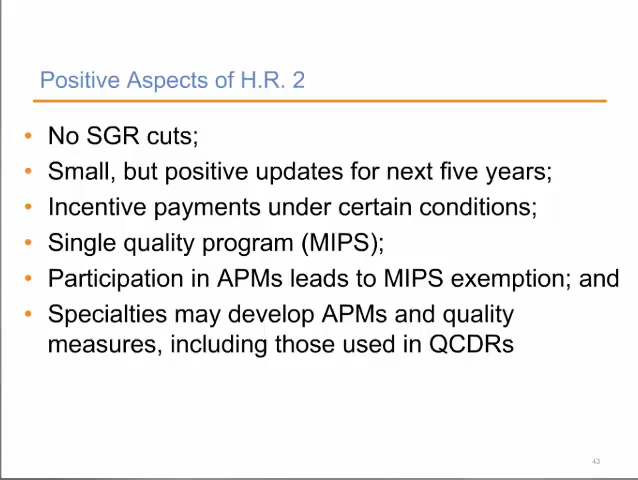 Positive Aspects of H.R. 2
• No SGR cuts;
• Small, but positive updates for next five years;
• Incentive payments under certain conditions;
• Single quality program (MIPS);
• Participation in APMs leads to MIPS exemption; and
• Specialties may develop APMs and quality
measures, including those used in QCDRs
43